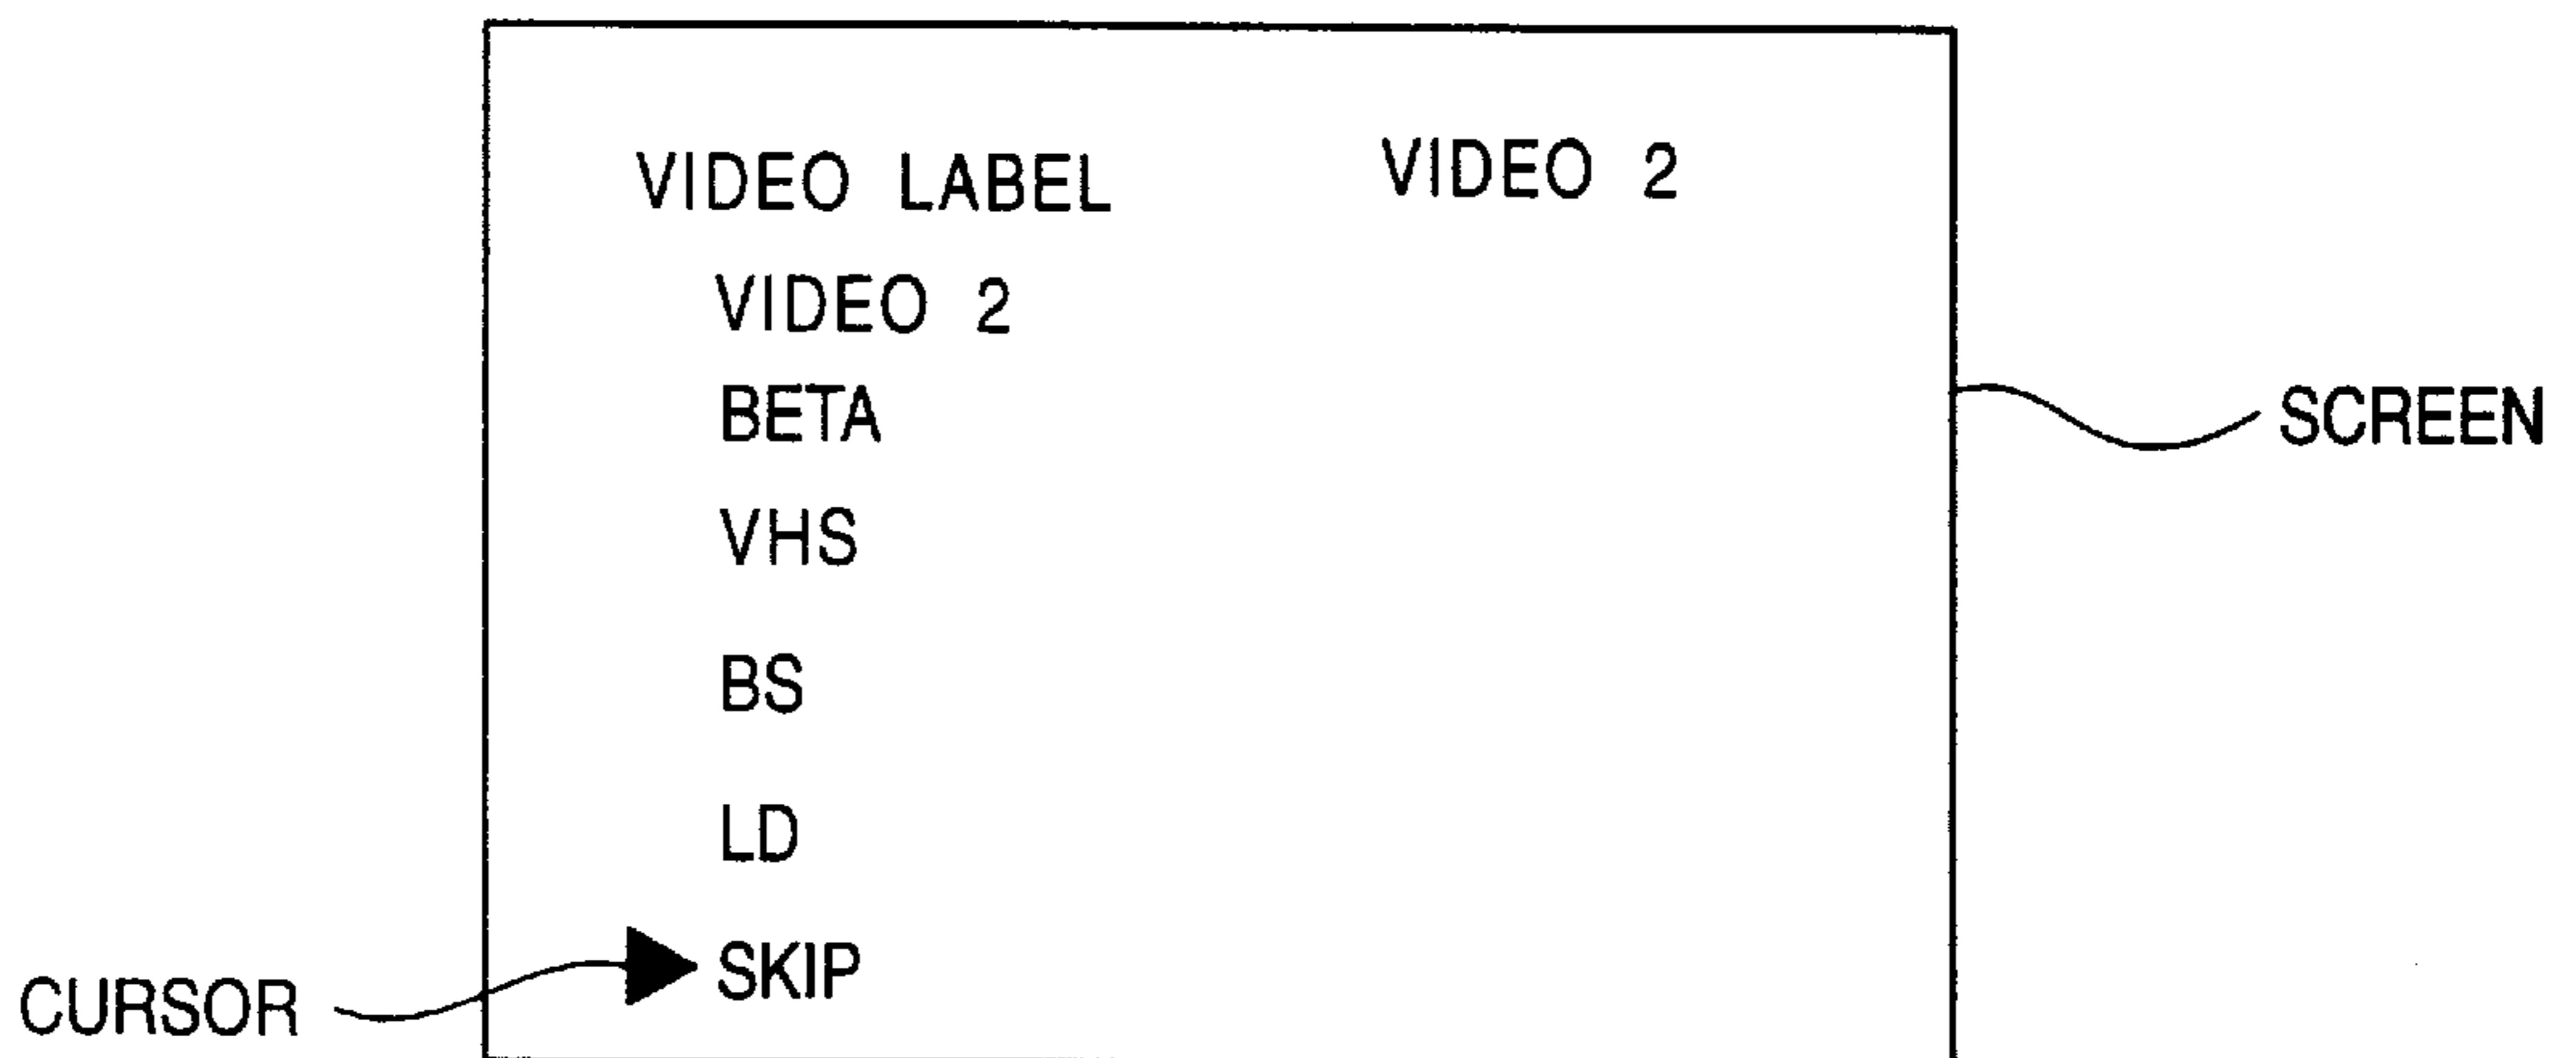 VIDEO LABEL VIDEO 2
VIDEO 2
BETA
SCREEN
VHS
BS
LD
SKIP
CURSOR